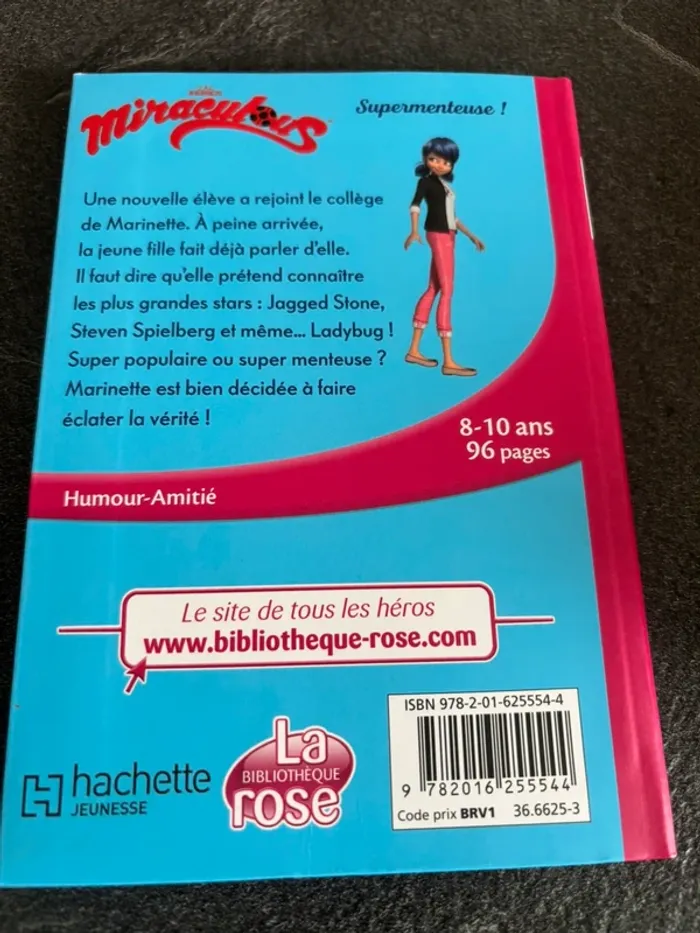 Miraculous
Supermenteuse !
Une nouvelle élève a rejoint le collège
de Marinette. À peine arrivée,
la jeune fille fait déjà parler d'elle.
Il faut dire qu'elle prétend connaître
les plus grandes stars : Jagged Stone,
Steven Spielberg et même... Ladybug !
Super populaire ou super menteuse ?
Marinette est bien décidée à faire
éclater la vérité !
8-10 ans
96 pages
Humour-Amitié
Le site de tous les héros
www.bibliotheque-rose.com
hachette
JEUNESSE
La
BIBLIOTHÈQUE
rose
ISBN 978-2-01-625554-4
9 782016 255544
Code prix BRV1 36.6625-3